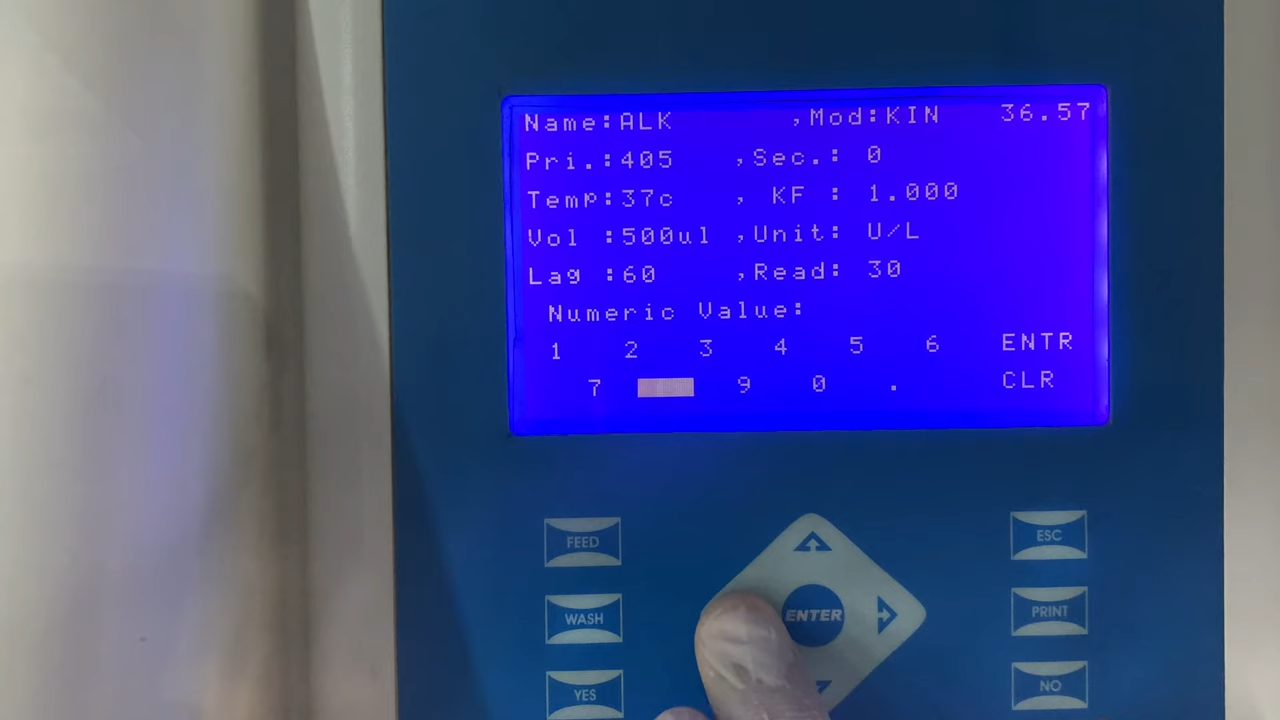 Name:ALK ,Mod:KIN 36.57
Pri.:405 ,Sec.: 0
Temp:37c , KF : 1.000
Vol :500ul ,Unit: U/L
Lag :60 ,Read: 30
Numeric Value:
1 2 3 4 5 6 ENTR
7 9 0 . CLR
FEED ESC
WASH ENTER PRINT
YES NO